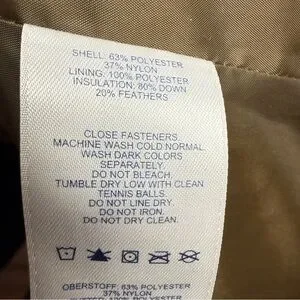 SHELL: 63% POLYESTER
37% NYLON
LINING: 100% POLYESTER
INSULATION: 80% DOWN
20% FEATHERS
CLOSE FASTENERS.
MACHINE WASH COLD NORMAL
WASH DARK COLORS
SEPARATELY.
DO NOT BLEACH.
TUMBLE DRY LOW WITH CLEAN
TENNIS BALLS.
DO NOT LINE DRY.
DO NOT IRON.
DO NOT DRY CLEAN.
OBERSTOFF: 63% POLYESTER
37% NYLON
100% POLYESTER